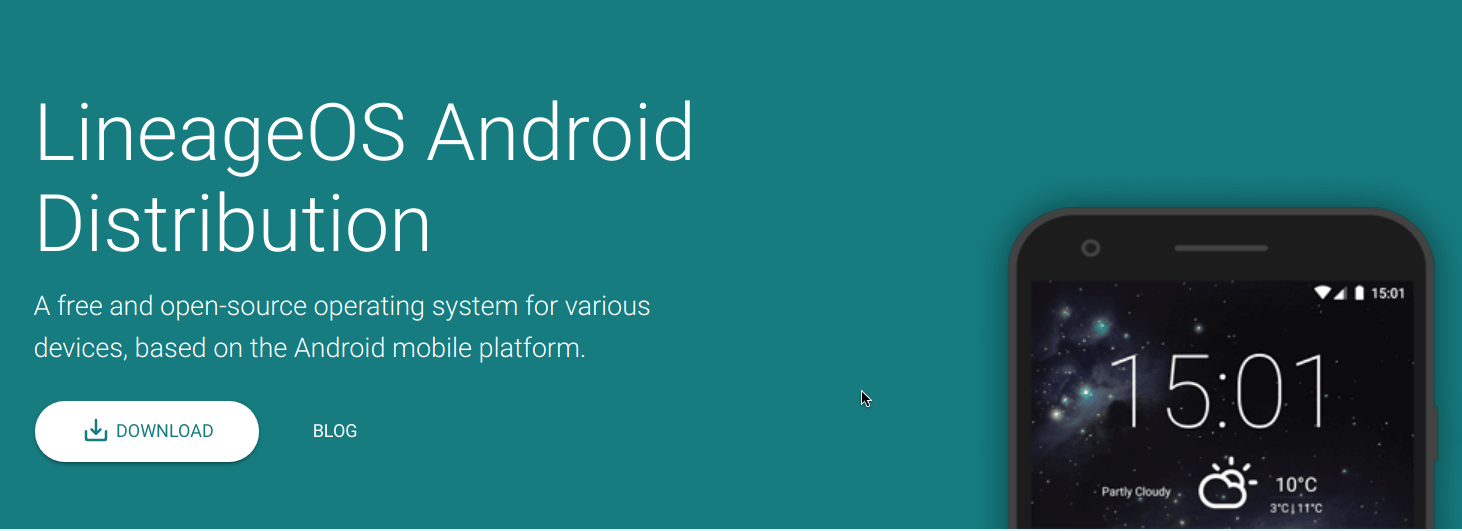 LineageOS Android
Distribution
A free and open-source operating system for various
devices, based on the Android mobile platform.
DOWNLOAD
BLOG
15:01
15:01
Partly Cloudy
10°C
3°C|11°C